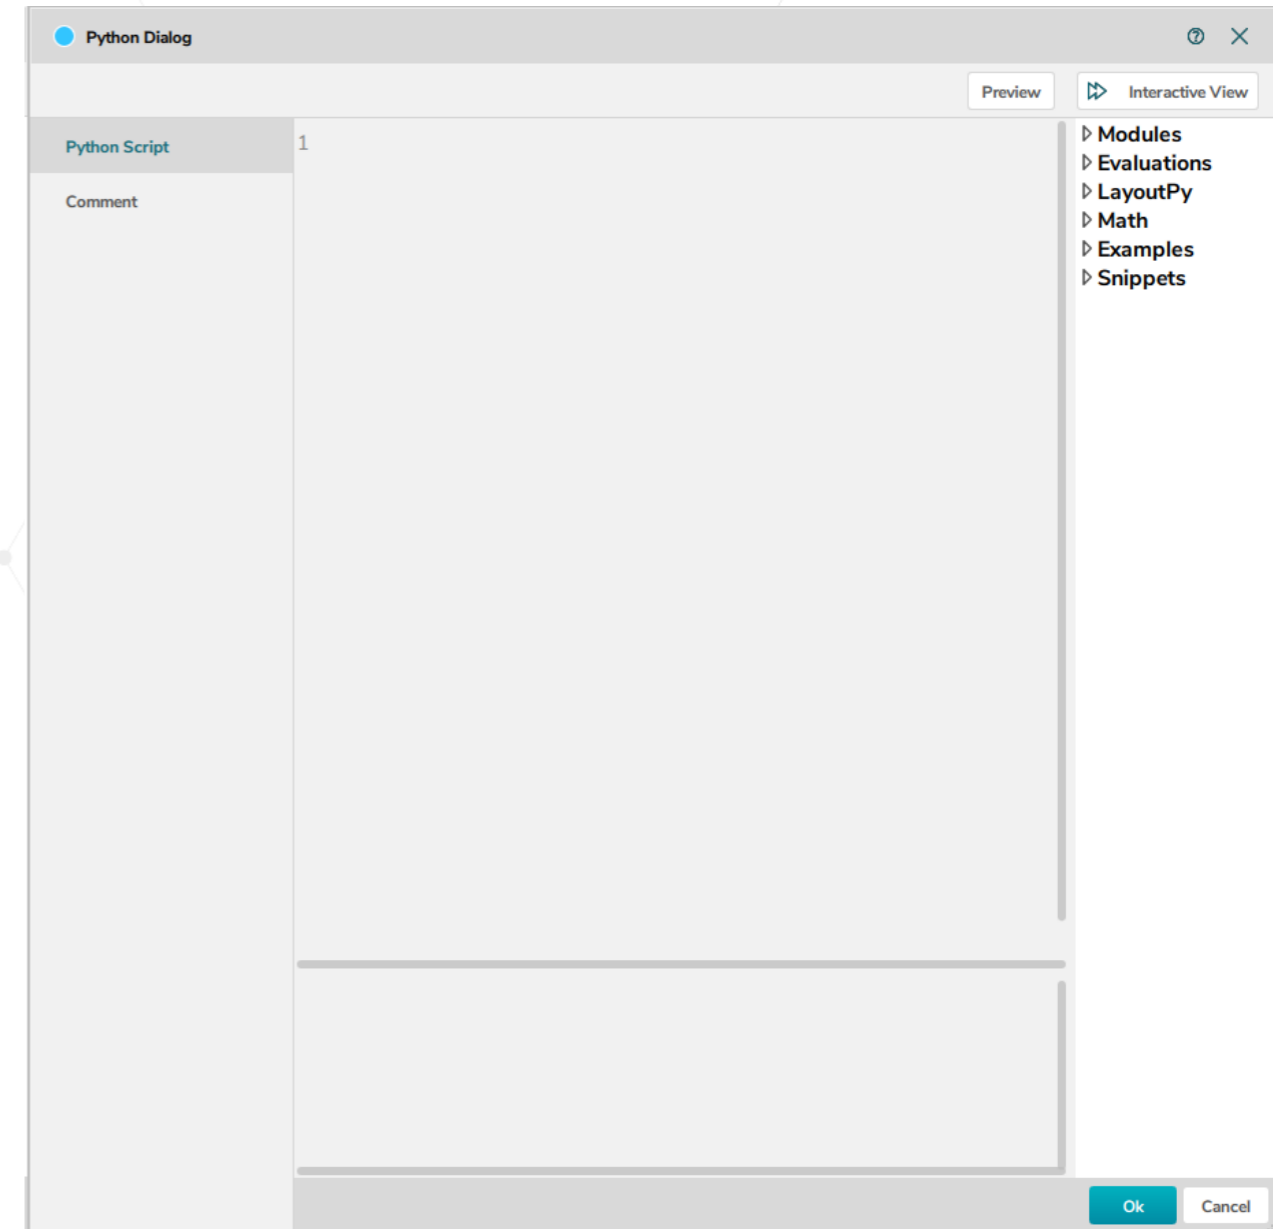 Python Dialog
Preview
Interactive View
Python Script
Comment
1
Modules
Evaluations
LayoutPy
Math
Examples
Snippets
Ok
Cancel